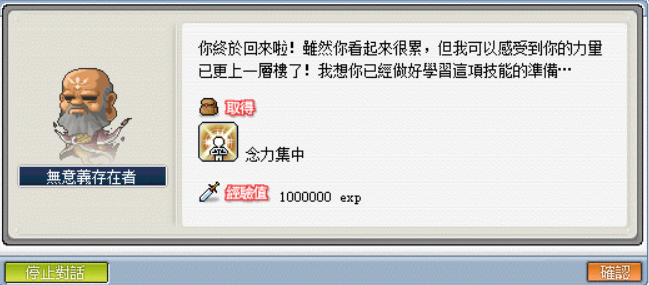 你終於回來啦！雖然你看起來很累，但我可以感受到你的力量
已更上一層樓了！我想你已經做好學習這項技能的準備…
取得
念力集中
無意義存在者
經驗值 1000000 exp
停止對話
確認